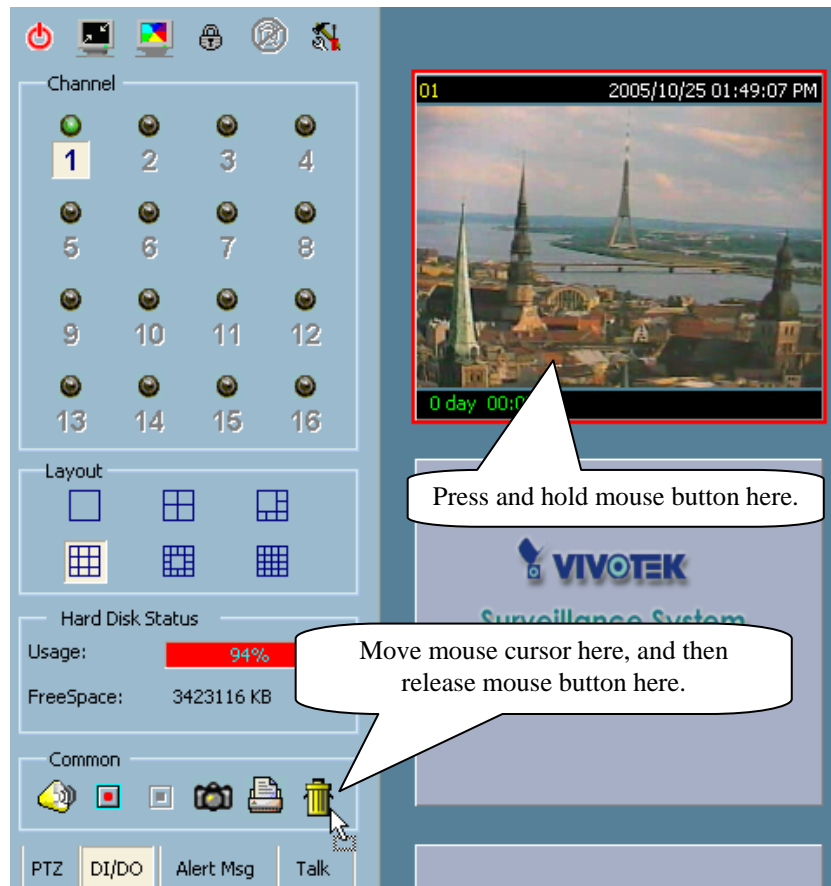 Channel
1
2
3
4
5
6
7
8
9
10
11
12
13
14
15
16
Layout
Hard Disk Status
Usage:
94%
FreeSpace:
3423116 KB
Common
PTZ
DI/DO
Alert Msg
Talk
01
2005/10/25 01:49:07 PM
0 day
Press and hold mouse button here.
VIVOTEK
Surveillance System
Move mouse cursor here, and then
release mouse button here.